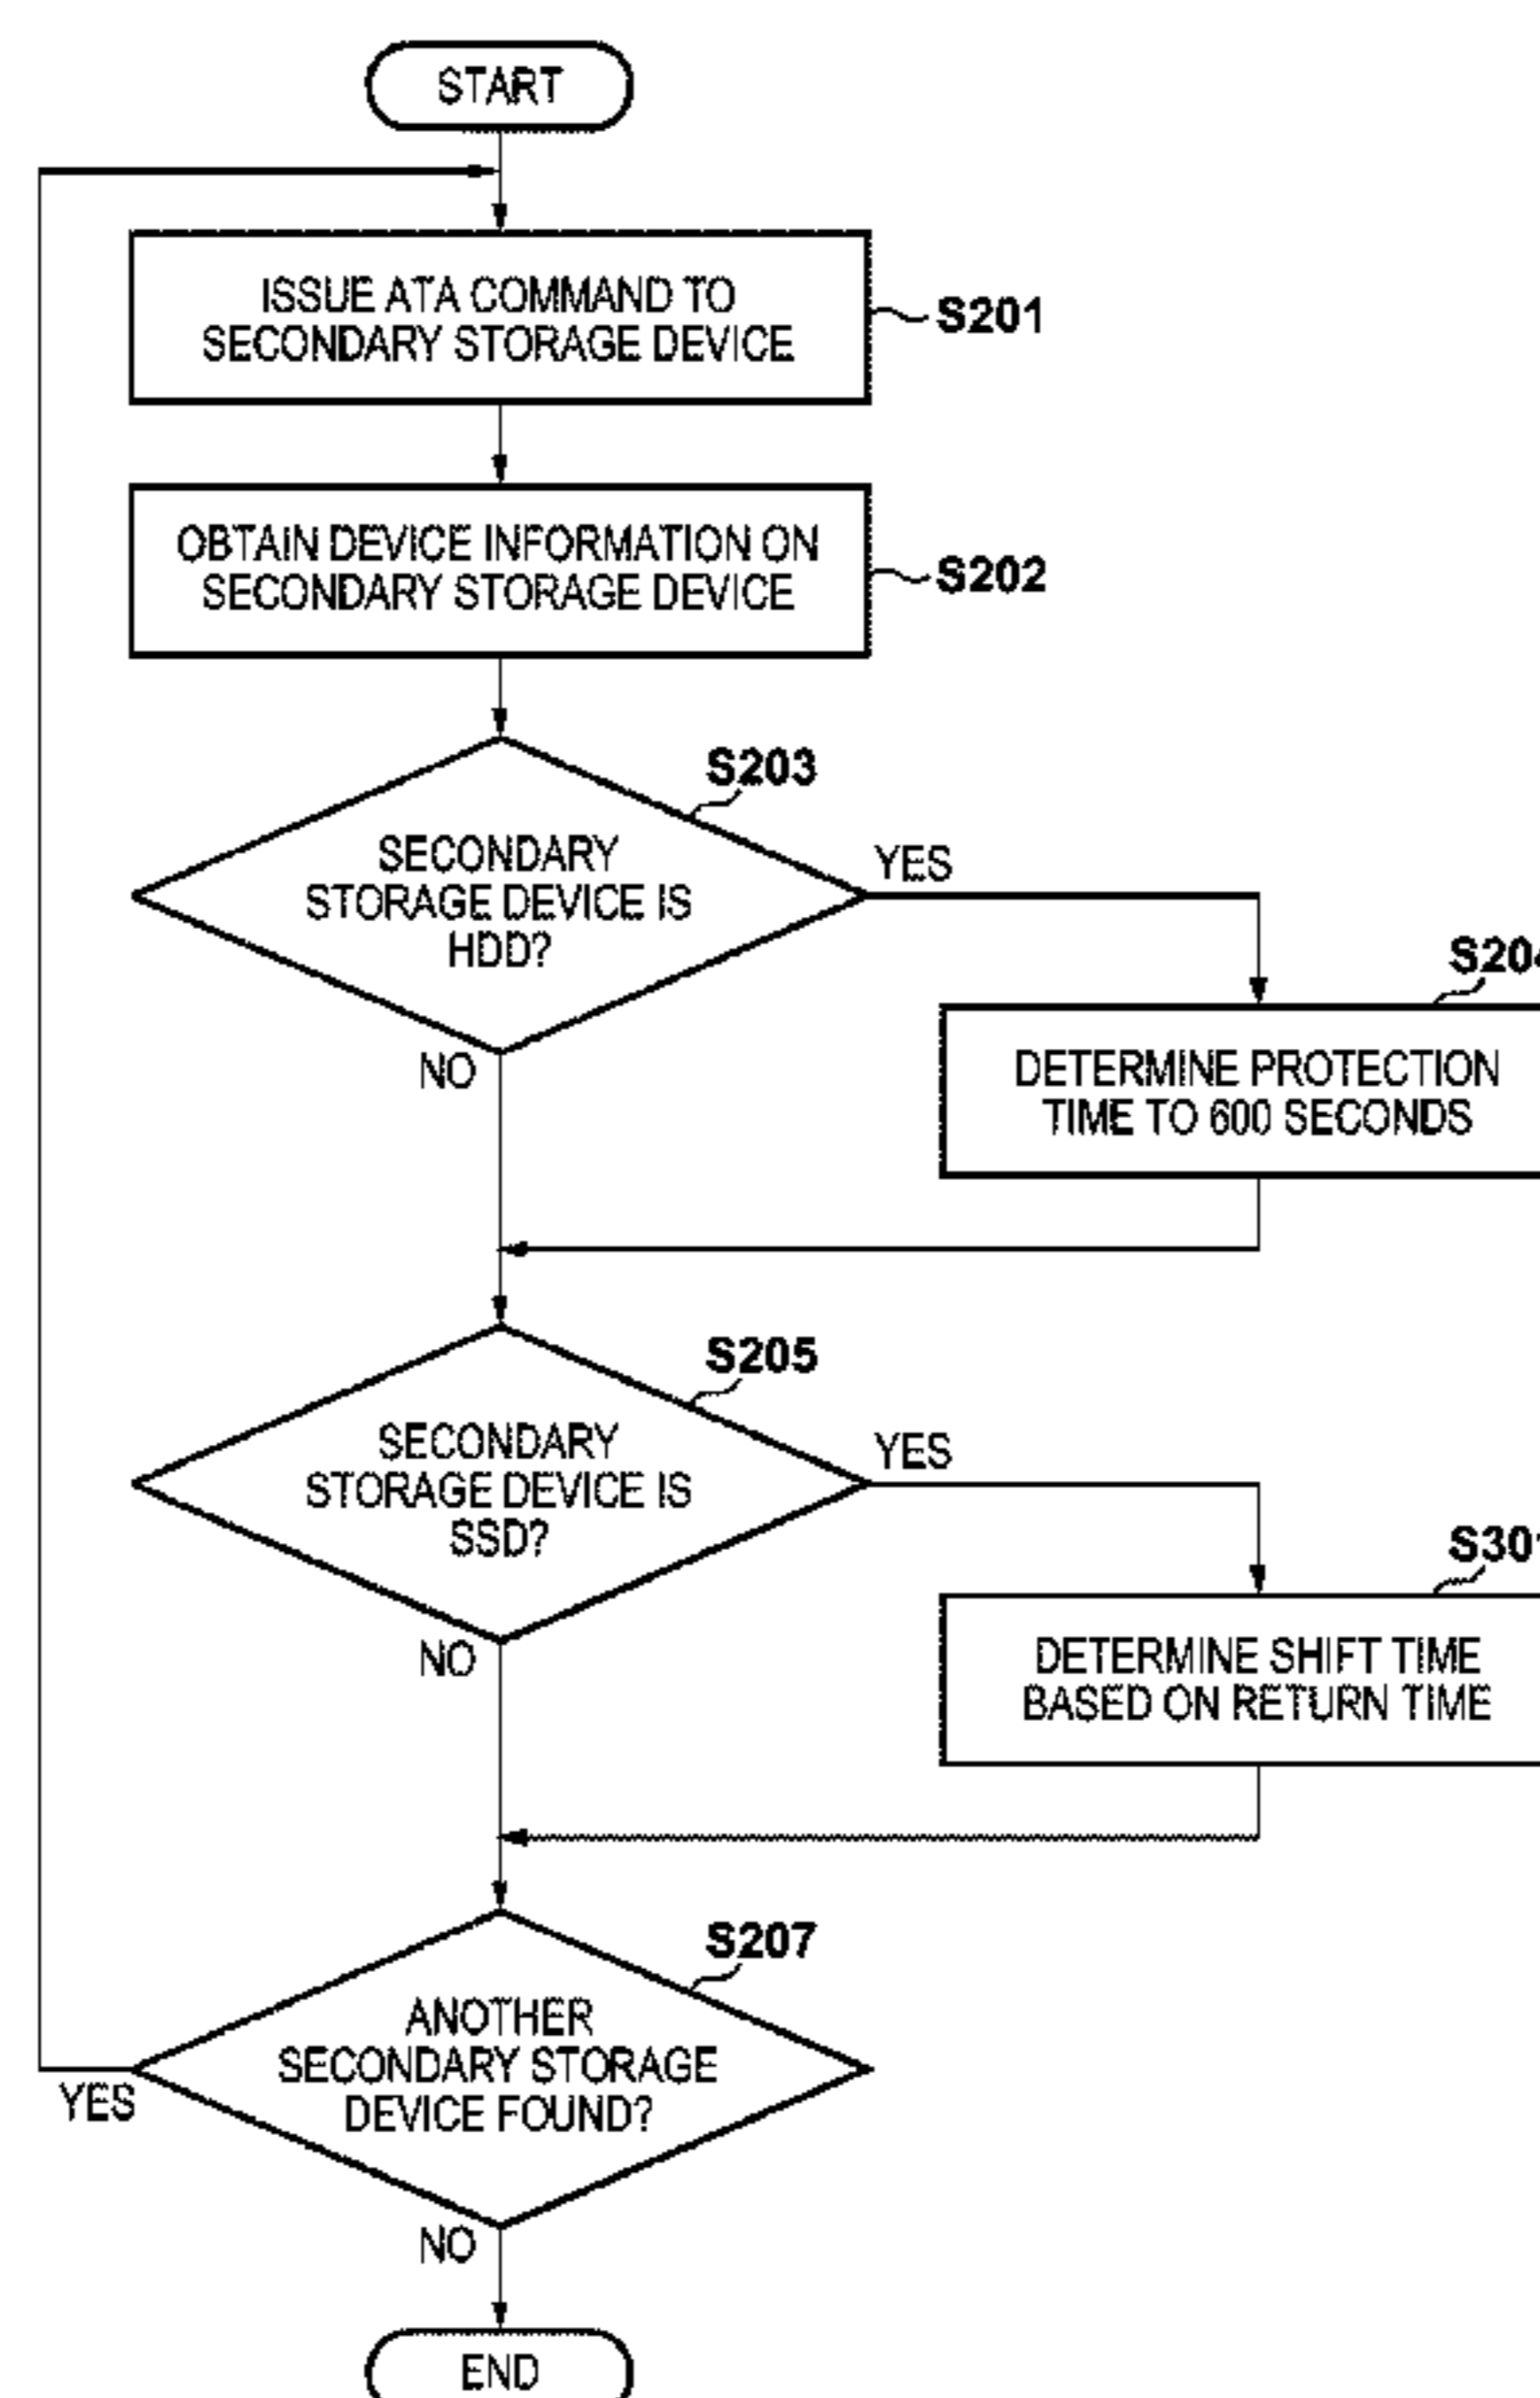 START
ISSUE ATA COMMAND TO
SECONDARY STORAGE DEVICE
S201
OBTAIN DEVICE INFORMATION ON
SECONDARY STORAGE DEVICE
S202
S203
SECONDARY
STORAGE DEVICE IS
HDD?
YES
NO
S204
DETERMINE PROTECTION
TIME TO 600 SECONDS
S205
SECONDARY
STORAGE DEVICE IS
SSD?
YES
NO
S301
DETERMINE SHIFT TIME
BASED ON RETURN TIME
S207
ANOTHER
SECONDARY STORAGE
DEVICE FOUND?
YES
NO
END